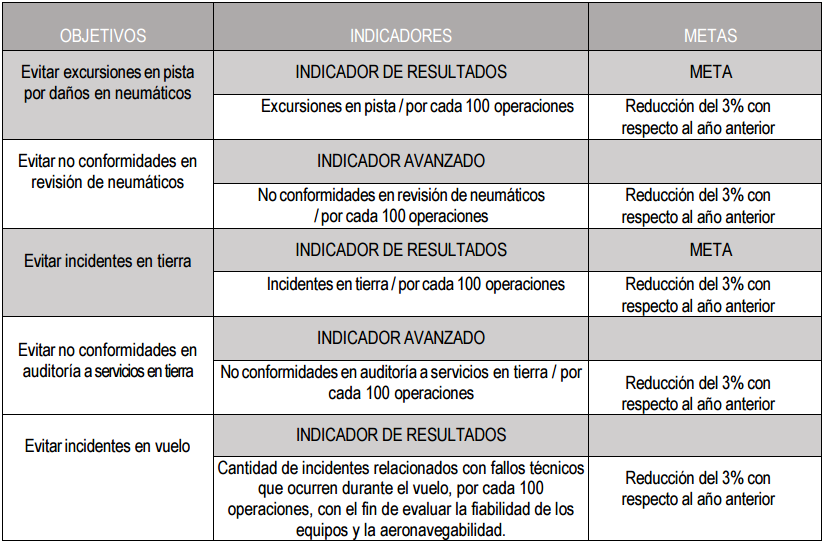 OBJETIVOS
INDICADORES
METAS
Evitar excursiones en pista
por daños en neumáticos
INDICADOR DE RESULTADOS
META
Excursiones en pista / por cada 100 operaciones
Reducción del 3% con
respecto al año anterior
Evitar no conformidades en
revisión de neumáticos
INDICADOR AVANZADO
No conformidades en revisión de neumáticos
/ por cada 100 operaciones
Reducción del 3% con
respecto al año anterior
Evitar incidentes en tierra
INDICADOR DE RESULTADOS
META
Incidentes en tierra / por cada 100 operaciones
Reducción del 3% con
respecto al año anterior
Evitar no conformidades en
auditoría a servicios en tierra
INDICADOR AVANZADO
No conformidades en auditoría a servicios en tierra / por
cada 100 operaciones
Reducción del 3% con
respecto al año anterior
Evitar incidentes en vuelo
INDICADOR DE RESULTADOS
Cantidad de incidentes relacionados con fallos técnicos
que ocurren durante el vuelo, por cada 100
operaciones, con el fin de evaluar la fiabilidad de los
equipos y la aeronavegabilidad.
Reducción del 3% con
respecto al año anterior